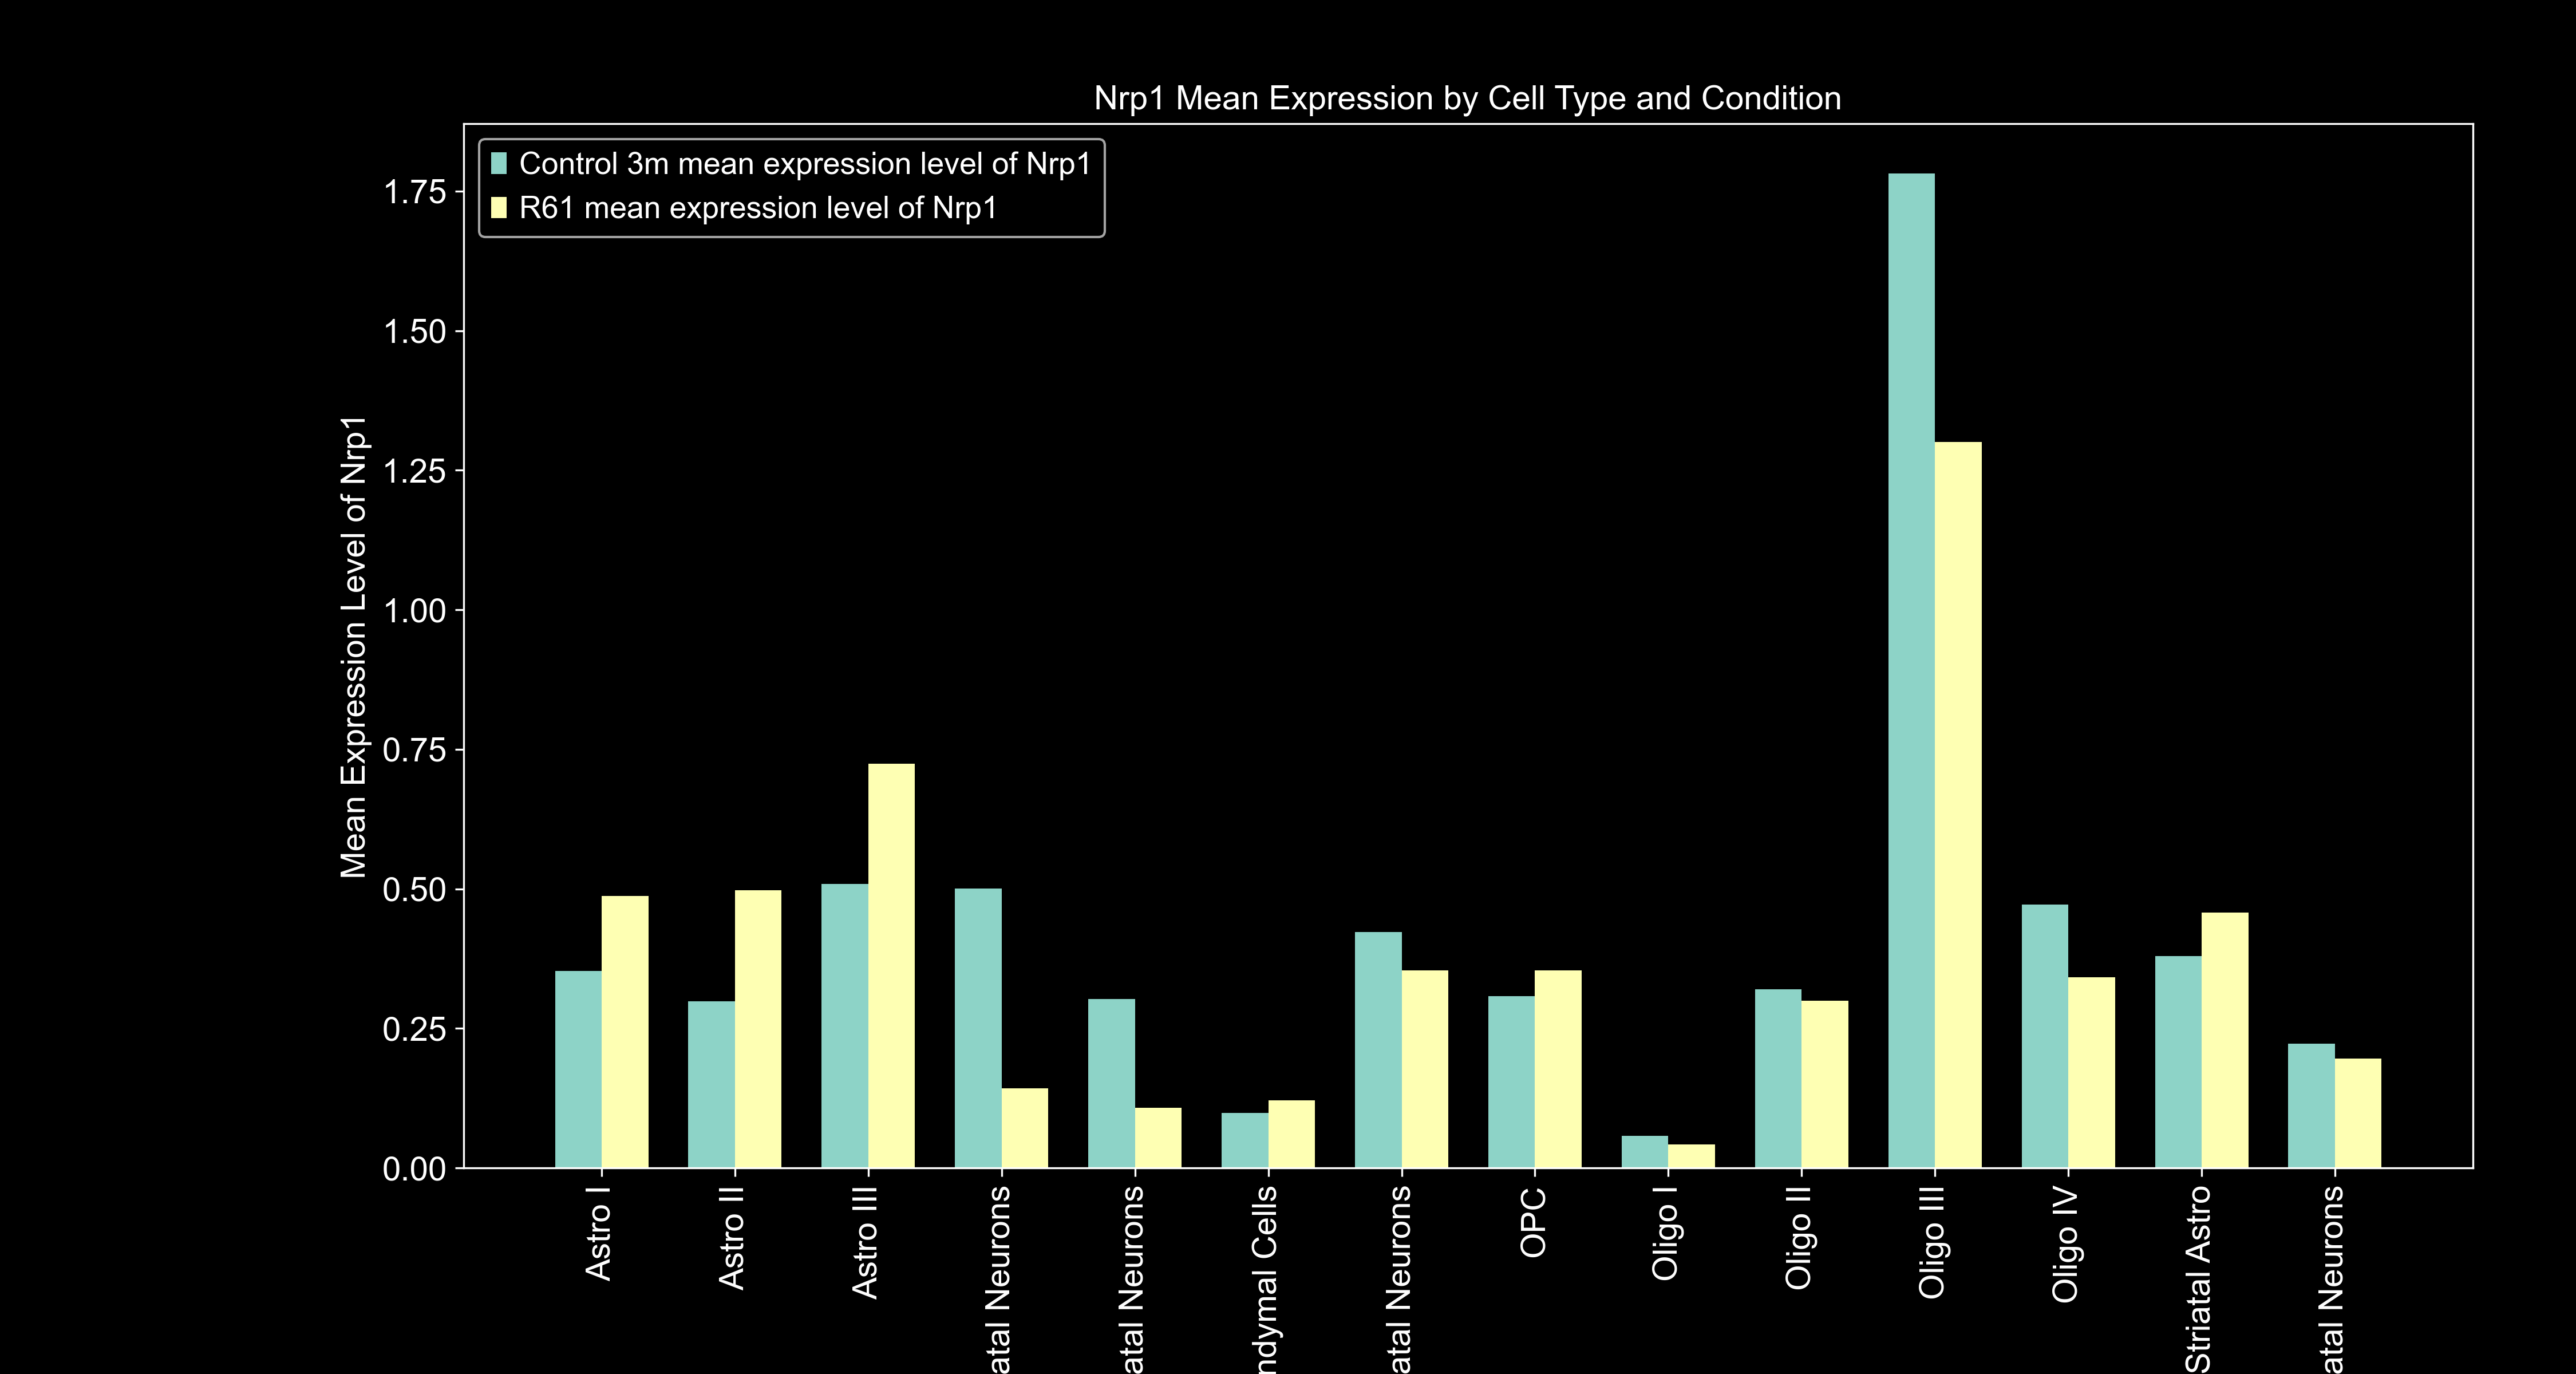 Nrp1 Mean Expression by Cell Type and Condition
Control 3m mean expression level of Nrp1
R61 mean expression level of Nrp1
Mean Expression Level of Nrp1
1.75
1.50
1.25
1.00
0.75
0.50
0.25
0.00
Astro I
Astro II
Astro III
atal Neurons
atal Neurons
ndymal Cells
atal Neurons
OPC
Oligo I
Oligo II
Oligo III
Oligo IV
Striatal Astro
atal Neurons